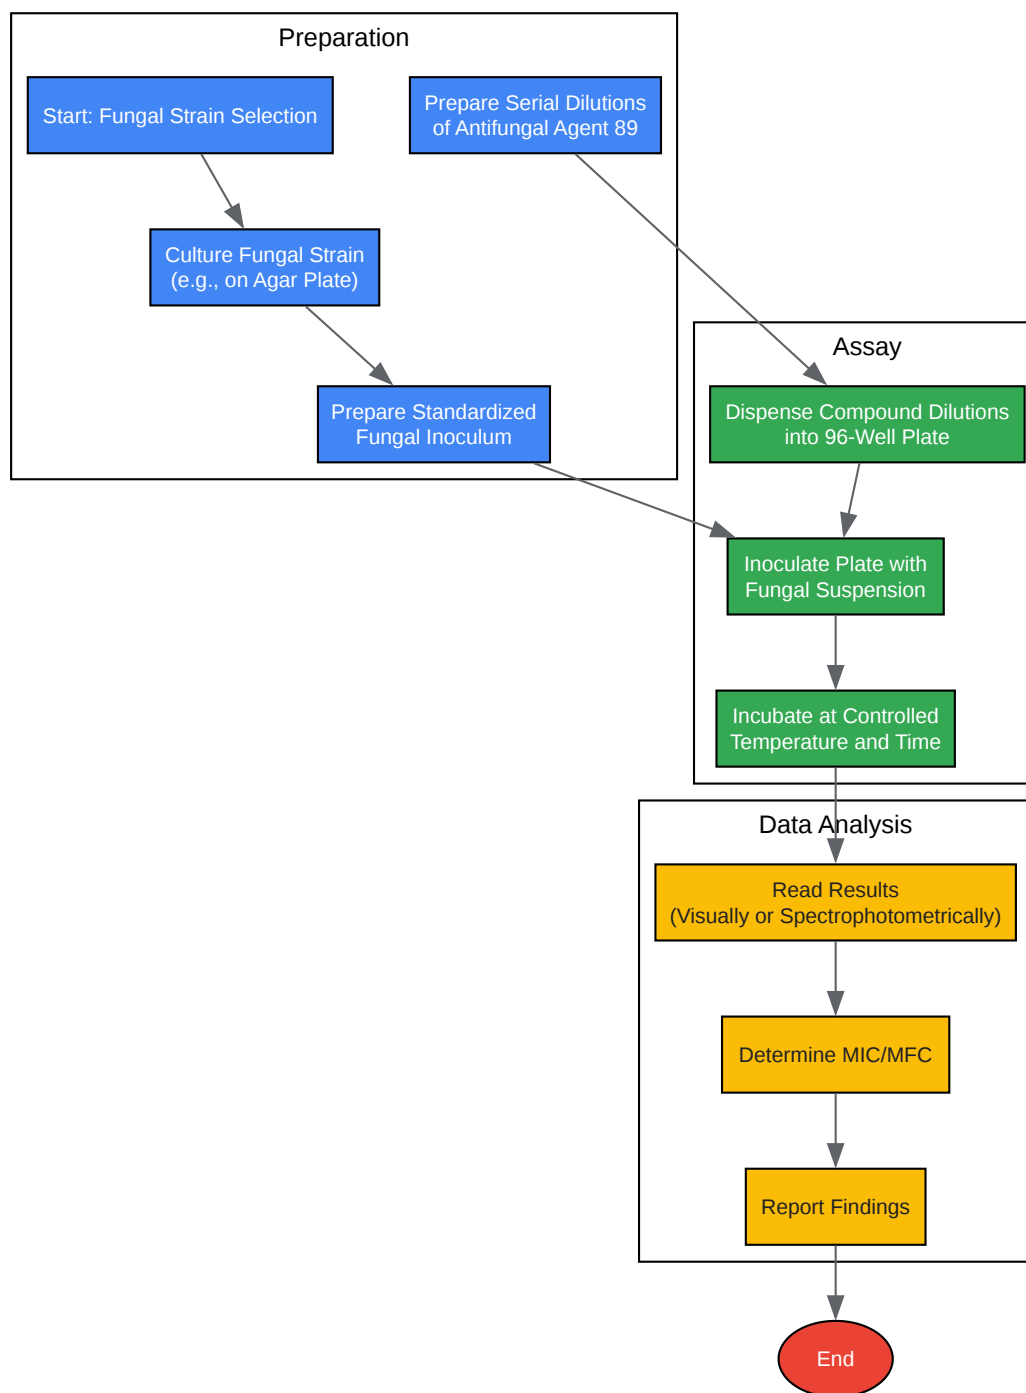 Preparation
Start: Fungal Strain Selection
Prepare Serial Dilutions
of Antifungal Agent 89
Culture Fungal Strain
(e.g., on Agar Plate)
Prepare Standardized
Fungal Inoculum
Assay
Dispense Compound Dilutions
into 96-Well Plate
Inoculate Plate with
Fungal Suspension
Incubate at Controlled
Temperature and Time
Data Analysis
Read Results
(Visually or Spectrophotometrically)
Determine MIC/MFC
Report Findings
End